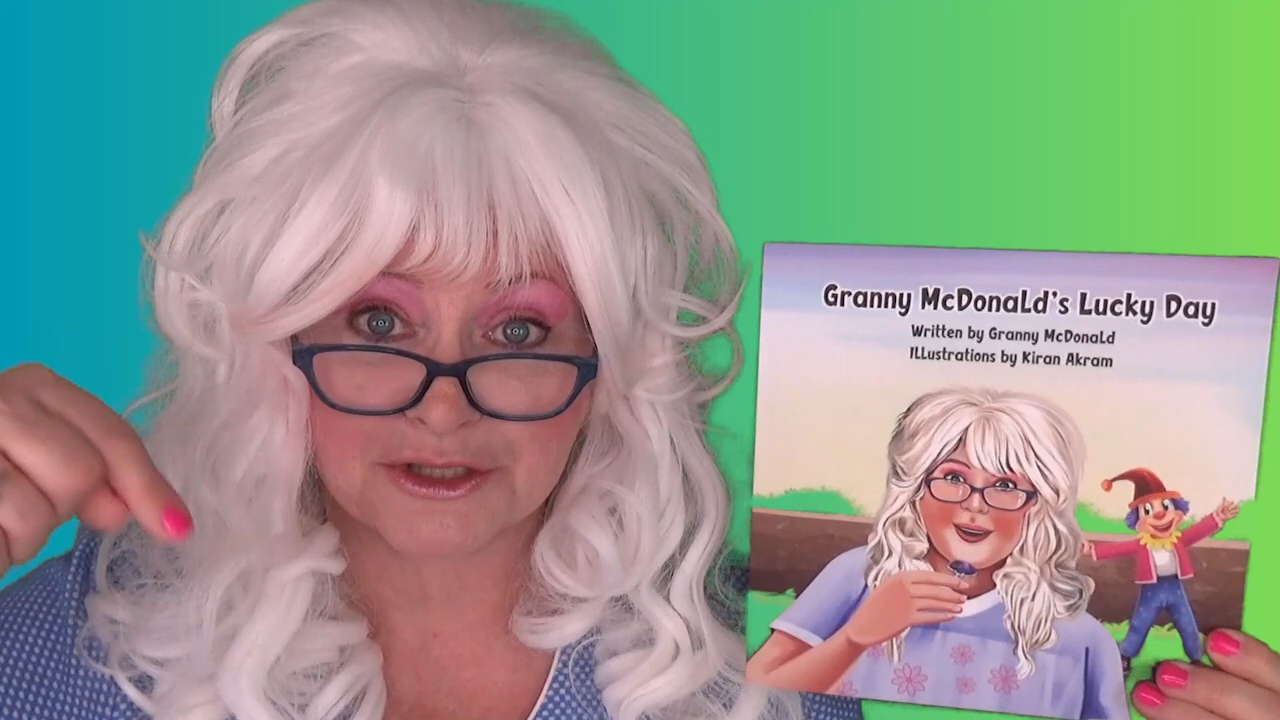 Granny McDonald's Lucky Day
Written by Granny McDonald
Illustrations by Kiran Akram